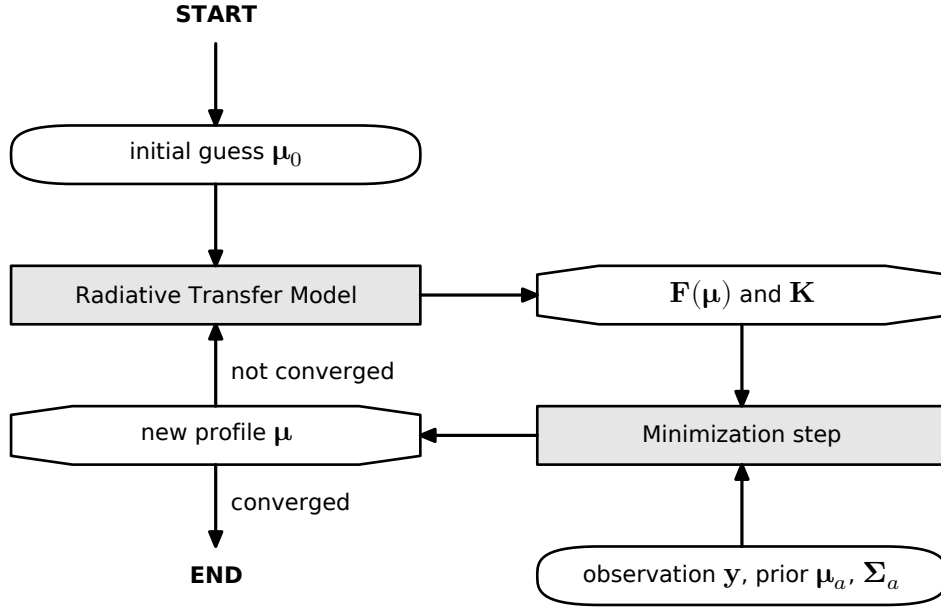 START
initial guess μ₀
Radiative Transfer Model
F(μ) and K
not converged
new profile μ
Minimization step
converged
END
observation y, prior μₐ, Σₐ